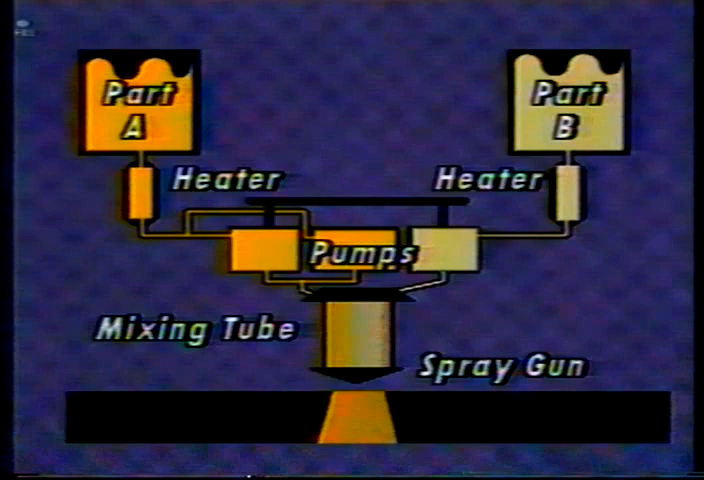 Part
A
Part
B
Heater
Heater
Pumps
Mixing Tube
Spray Gun